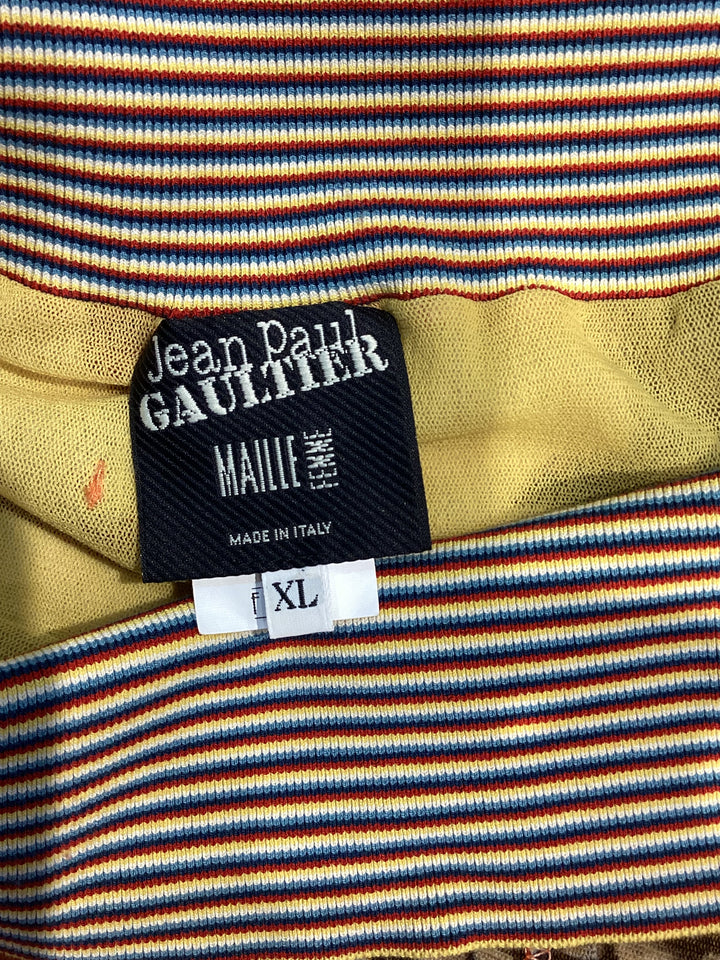 Jean Paul
GAULTIER
MAILLE FEMME
MADE IN ITALY
F XL